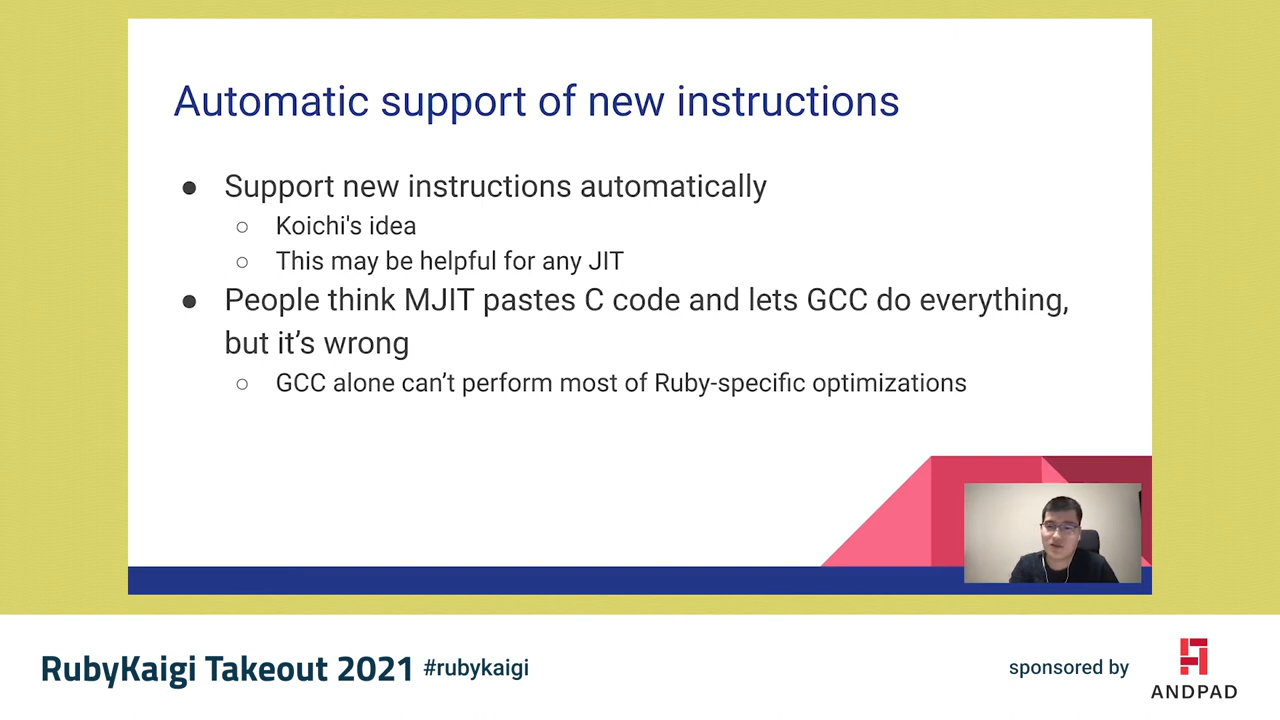 Automatic support of new instructions
● Support new instructions automatically
○ Koichi's idea
○ This may be helpful for any JIT
● People think MJIT pastes C code and lets GCC do everything,
but it’s wrong
○ GCC alone can’t perform most of Ruby-specific optimizations
RubyKaigi Takeout 2021 #rubykaigi
sponsored by
ANDPAD